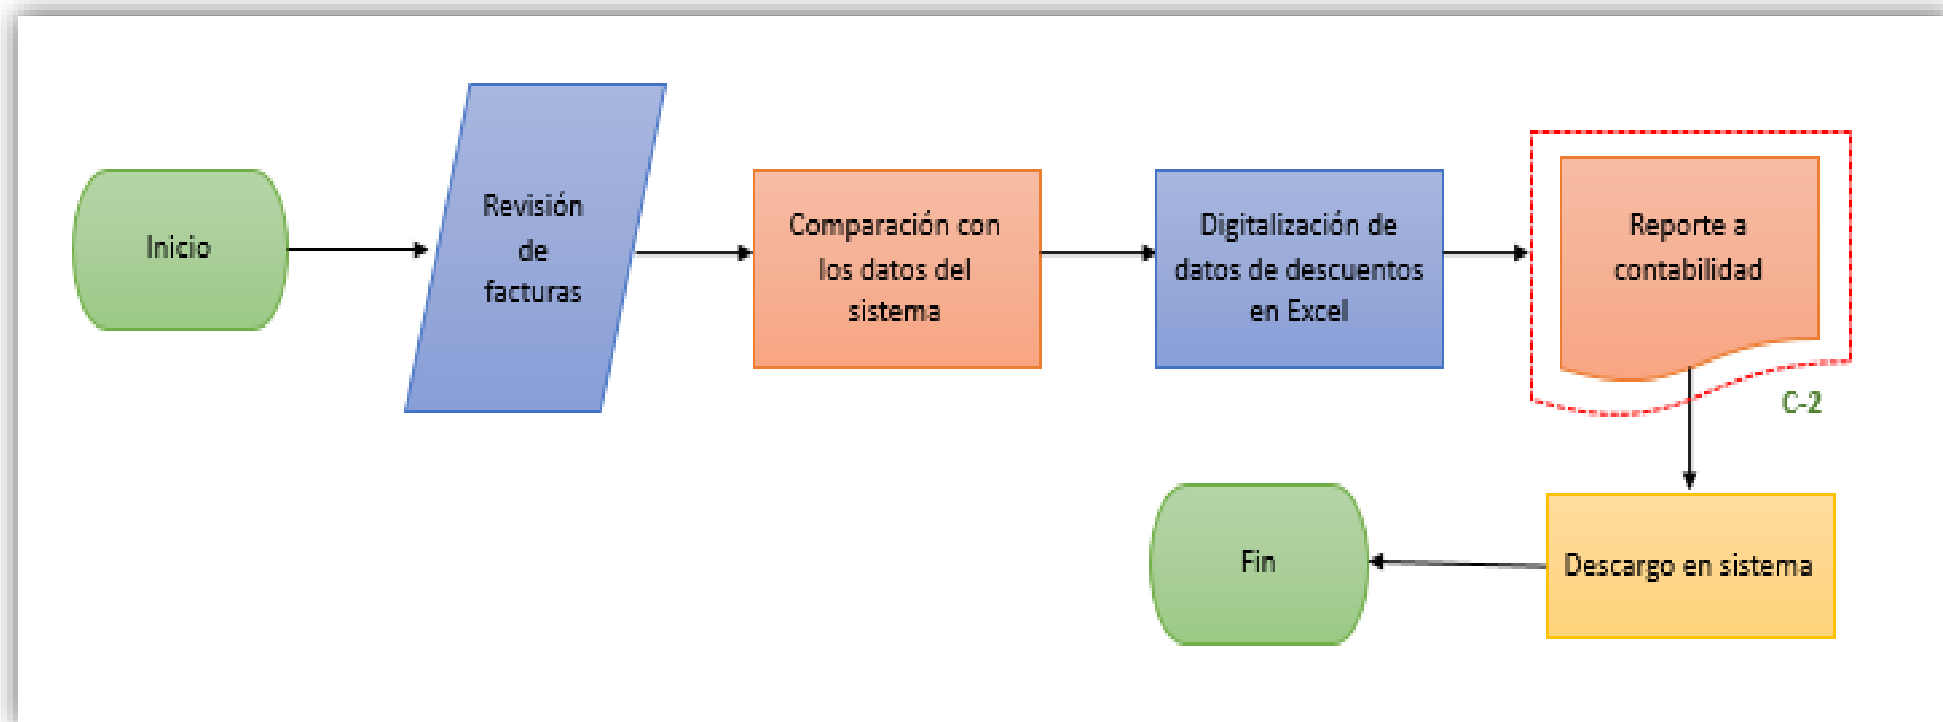 Inicio
Revisión
de
facturas
Comparación con
los datos del
sistema
Digitalización de
datos de descuentos
en Excel
Reporte a
contabilidad
C-2
Descargo en sistema
Fin